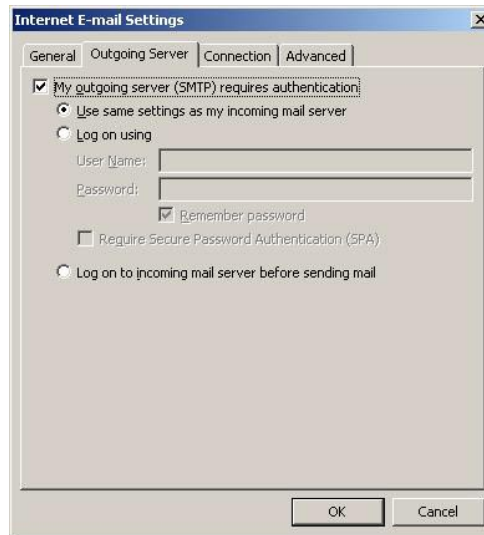 Internet E-mail Settings
General Outgoing Server Connection Advanced
My outgoing server (SMTP) requires authentication
Use same settings as my incoming mail server
Log on using
User Name:
Password:
Remember password
Require Secure Password Authentication (SPA)
Log on to incoming mail server before sending mail
OK Cancel